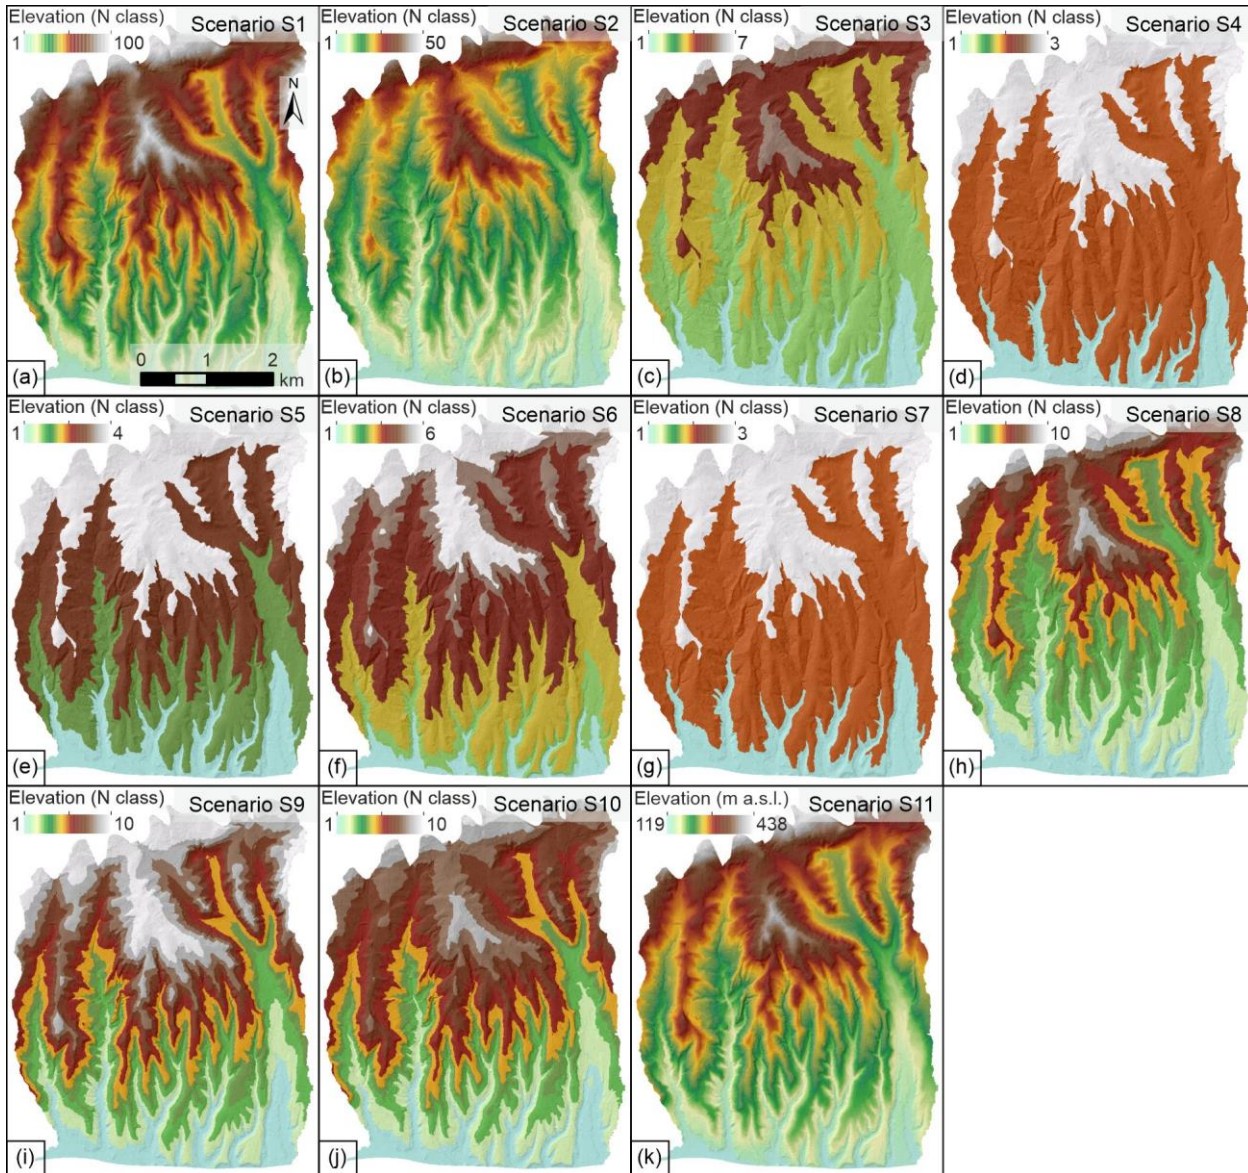 Elevation (N class) Scenario S1
1 100
N
0 1 2
km
(a)
Elevation (N class) Scenario S2
1 50
(b)
Elevation (N class) Scenario S3
1 7
(c)
Elevation (N class) Scenario S4
1 3
(d)
Elevation (N class) Scenario S5
1 4
(e)
Elevation (N class) Scenario S6
1 6
(f)
Elevation (N class) Scenario S7
1 3
(g)
Elevation (N class) Scenario S8
1 10
(h)
Elevation (N class) Scenario S9
1 10
(i)
Elevation (N class) Scenario S10
1 10
(j)
Elevation (m a.s.l.) Scenario S11
119 438
(k)